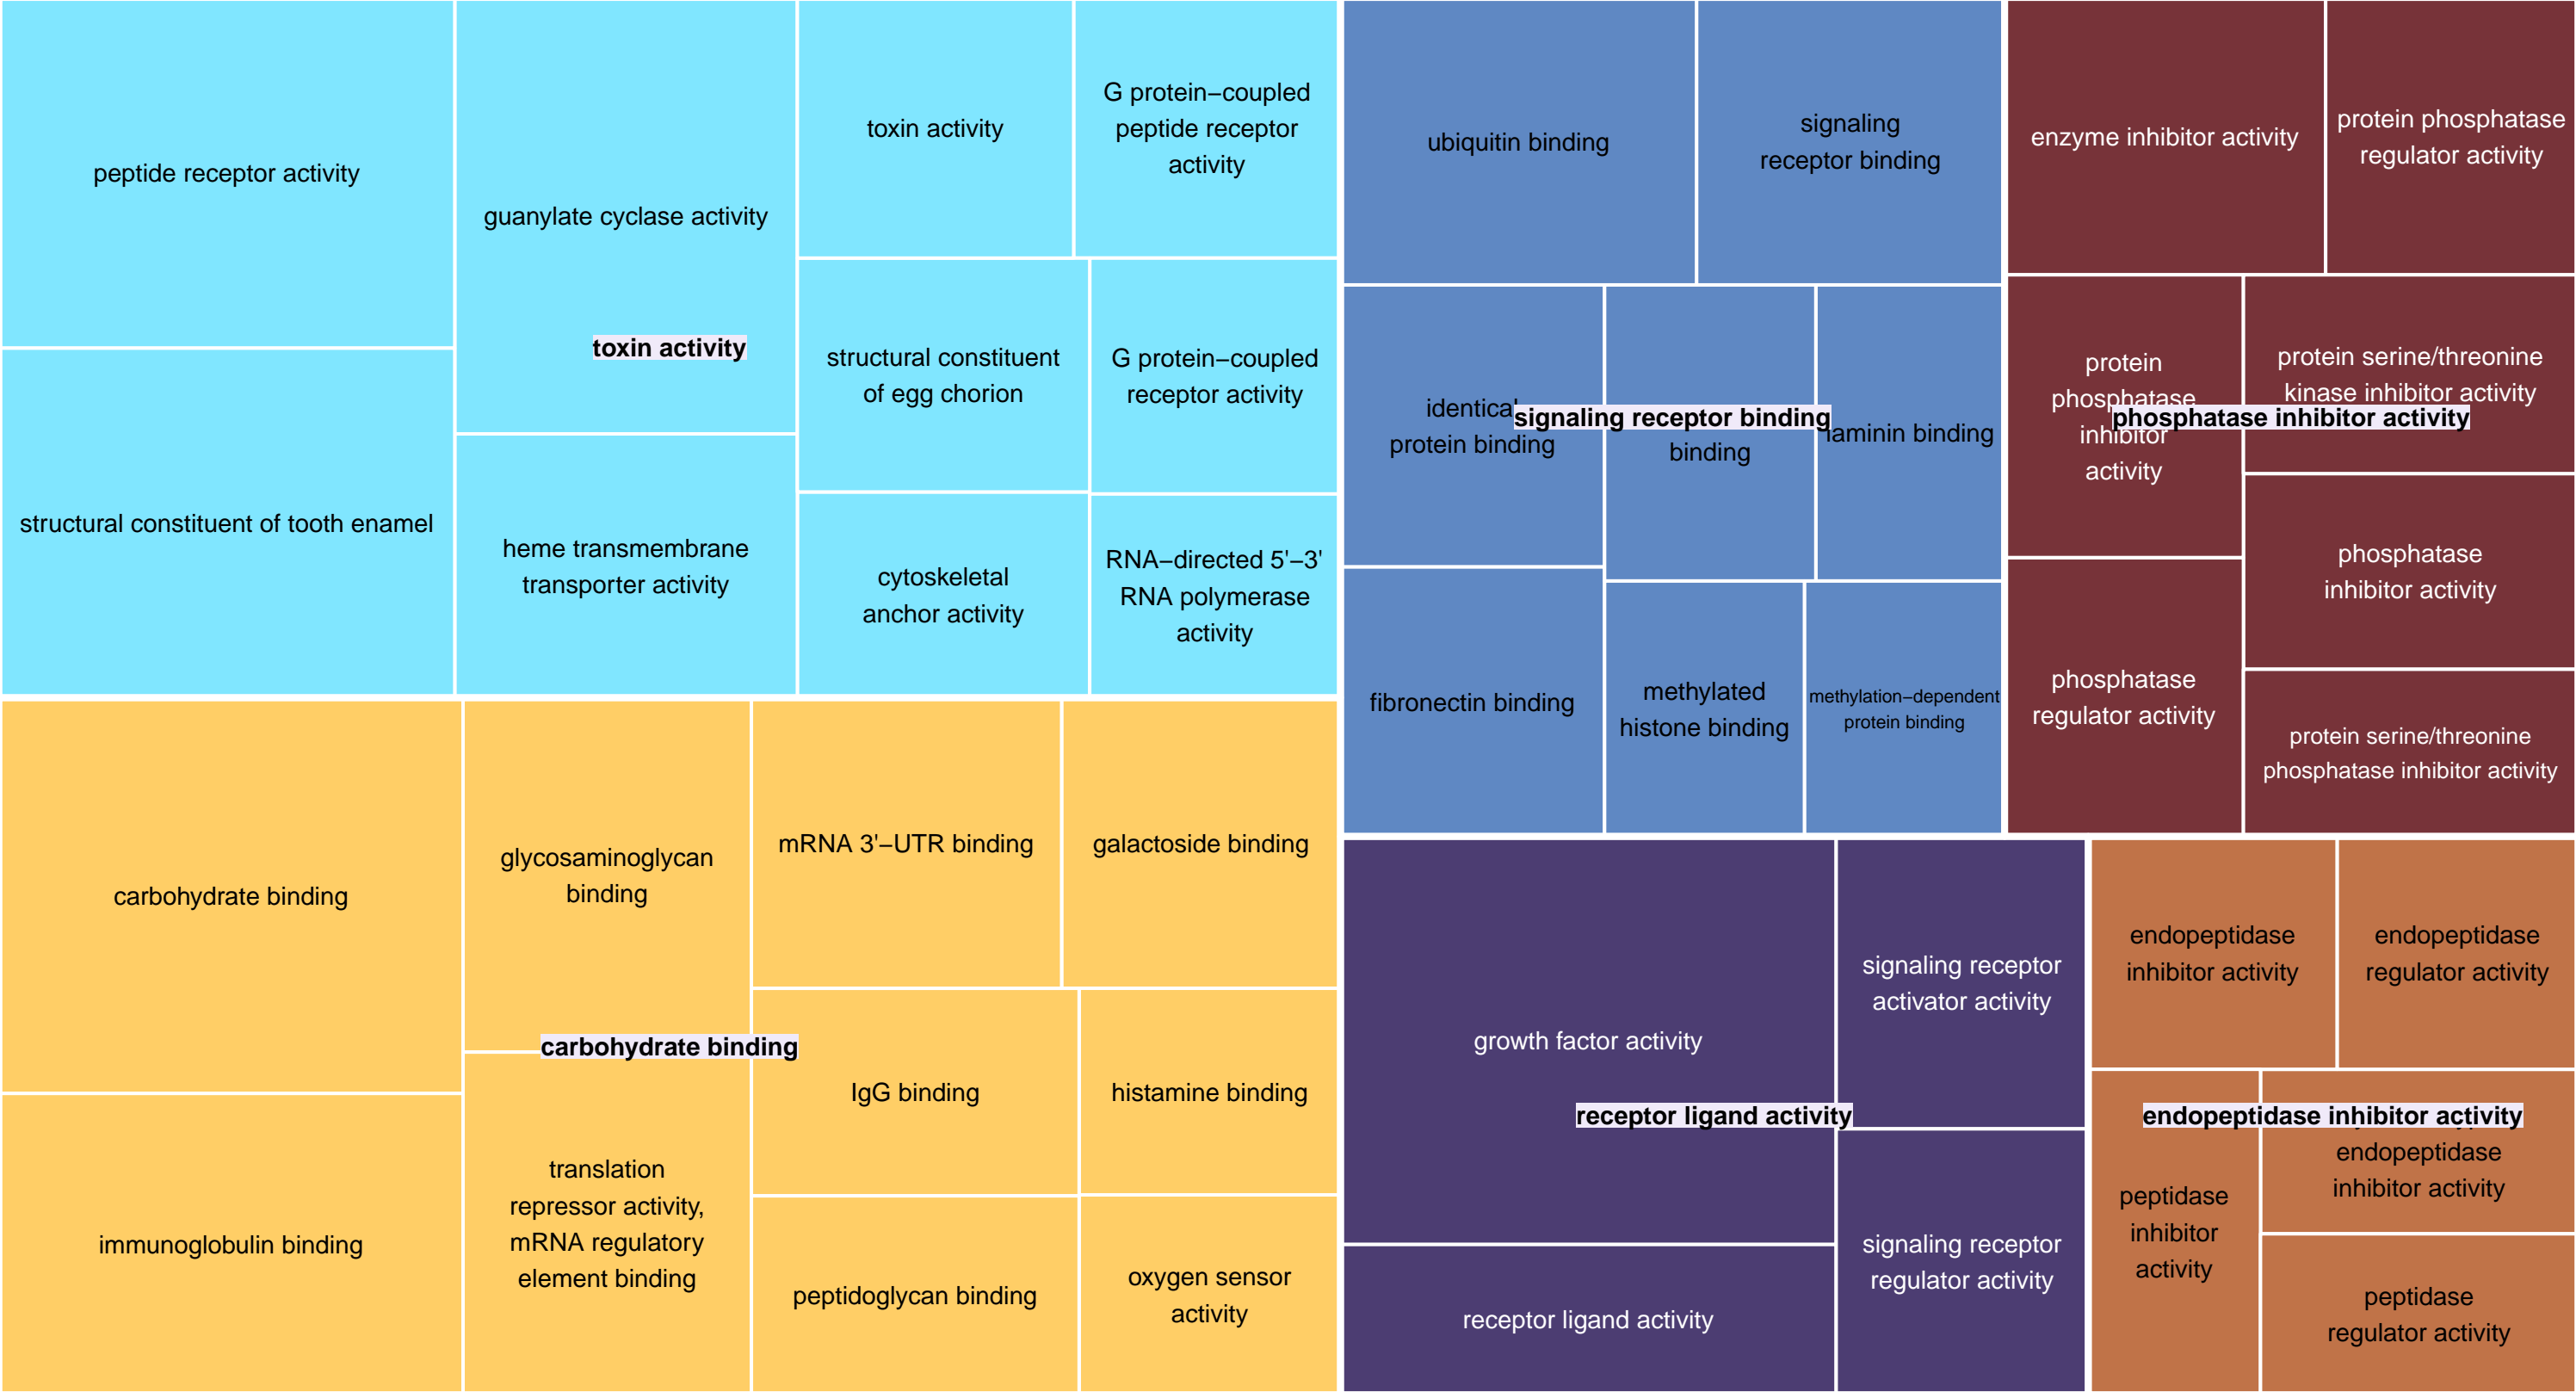 peptide receptor activity
structural constituent of tooth enamel
guanylate cyclase activity
heme transmembrane
transporter activity
toxin activity
G protein−coupled
peptide receptor
activity
structural constituent
of egg chorion
G protein−coupled
receptor activity
cytoskeletal
anchor activity
RNA−directed 5'−3'
RNA polymerase
activity
toxin activity
carbohydrate binding
immunoglobulin binding
glycosaminoglycan
binding
translation
repressor activity,
mRNA regulatory
element binding
mRNA 3'−UTR binding
galactoside binding
IgG binding
histamine binding
peptidoglycan binding
oxygen sensor
activity
carbohydrate binding
ubiquitin binding
signaling
receptor binding
identical
protein binding
binding
laminin binding
fibronectin binding
methylated
histone binding
methylation−dependent
protein binding
signaling receptor binding
enzyme inhibitor activity
protein phosphatase
regulator activity
protein
phosphatase
inhibitor
activity
protein serine/threonine
kinase inhibitor activity
phosphatase
inhibitor activity
phosphatase
regulator activity
protein serine/threonine
phosphatase inhibitor activity
phosphatase inhibitor activity
growth factor activity
receptor ligand activity
signaling receptor
activator activity
signaling receptor
regulator activity
receptor ligand activity
endopeptidase
inhibitor activity
endopeptidase
regulator activity
peptidase
inhibitor
activity
endopeptidase
inhibitor activity
peptidase
regulator activity
endopeptidase inhibitor activity